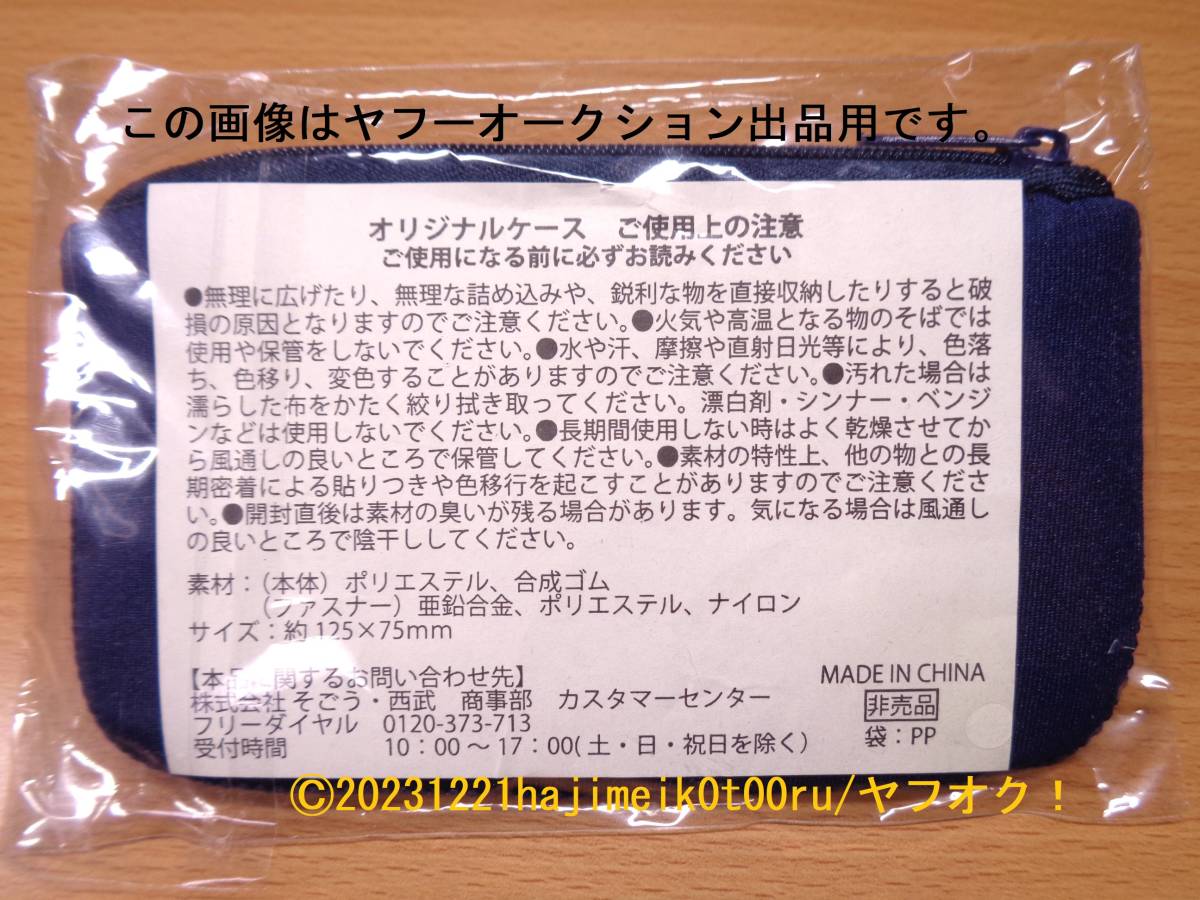 この画像はヤフーオークション出品用です。
オリジナルケース　ご使用上の注意
ご使用になる前に必ずお読みください
●無理に広げたり、無理な詰め込みや、鋭利な物を直接収納したりすると破
損の原因となりますのでご注意ください。●火気や高温となる物のそばでは
使用や保管をしないでください。●水や汗、摩擦や直射日光等により、色落
ち、色移り、変色することがありますのでご注意ください。●汚れた場合は
濡らした布をかたく絞り拭き取ってください。漂白剤・シンナー・ベンジ
ンなどは使用しないでください。●長期間使用しない時はよく乾燥させてか
ら風通しの良いところで保管してください。●素材の特性上、他の物との長
期密着による貼りつきや色移行を起こすことがありますのでご注意くださ
い。●開封直後は素材の臭いが残る場合があります。気になる場合は風通し
の良いところで陰干ししてください。
素材：（本体）ポリエステル、合成ゴム
（ファスナー）亜鉛合金、ポリエステル、ナイロン
サイズ：約125×75mm
【本品に関するお問い合わせ先】
株式会社 そごう・西武　商事部　カスタマーセンター
フリーダイヤル　0120-373-713
受付時間　10：00～17：00(土・日・祝日を除く)
MADE IN CHINA
非売品
袋：PP
©20231221hajimeik0t00ru/ヤフオク！